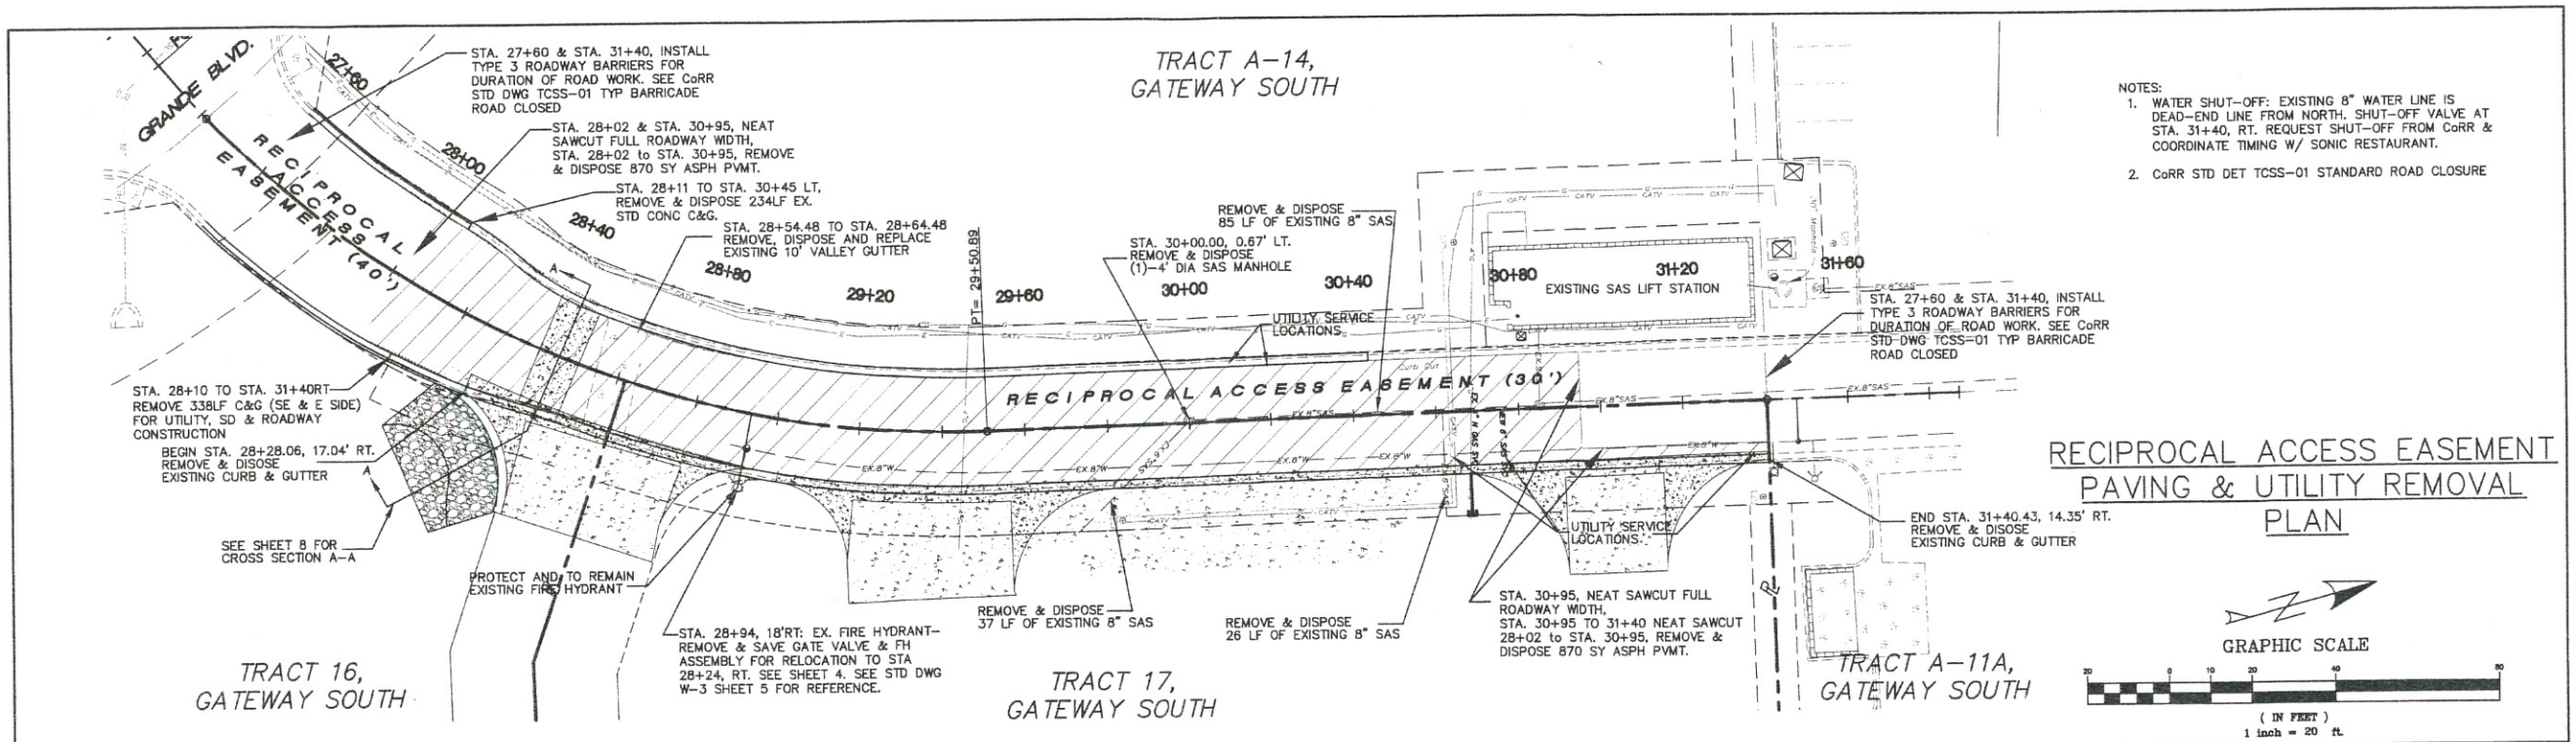 GRANDE BLVD.
27+60
28+00
28+40
28+80
29+20
29+60
30+00
30+40
30+80
31+20
31+60
STA. 27+60 & STA. 31+40, INSTALL
TYPE 3 ROADWAY BARRIERS FOR
DURATION OF ROAD WORK. SEE CoRR
STD DWG TCSS-01 TYP BARRICADE
ROAD CLOSED
STA. 28+02 & STA. 30+95, NEAT
SAWCUT FULL ROADWAY WIDTH,
STA. 28+02 to STA. 30+95, REMOVE
& DISPOSE 870 SY ASPH PVMT.
STA. 28+11 TO STA. 30+45 LT,
REMOVE & DISPOSE 234LF EX.
STD CONC C&G.
STA. 28+54.48 TO STA. 28+64.48
REMOVE, DISPOSE AND REPLACE
EXISTING 10' VALLEY GUTTER
RECIPROCAL
ACCESS
EASEMENT (40')
A
PT= 29+50.89
TRACT A-14,
GATEWAY SOUTH
STA. 30+00.00, 0.67' LT.
REMOVE & DISPOSE
(1)-4' DIA SAS MANHOLE
REMOVE & DISPOSE
85 LF OF EXISTING 8" SAS
UTILITY SERVICE
LOCATIONS
EXISTING SAS LIFT STATION
EX.8"SAS
STA. 27+60 & STA. 31+40, INSTALL
TYPE 3 ROADWAY BARRIERS FOR
DURATION OF ROAD WORK. SEE CoRR
STD DWG TCSS-01 TYP BARRICADE
ROAD CLOSED
NOTES:
1. WATER SHUT-OFF: EXISTING 8" WATER LINE IS
DEAD-END LINE FROM NORTH. SHUT-OFF VALVE AT
STA. 31+40, RT. REQUEST SHUT-OFF FROM CoRR &
COORDINATE TIMING W/ SONIC RESTAURANT.
2. CoRR STD DET TCSS-01 STANDARD ROAD CLOSURE
Curb Cut
RECIPROCAL ACCESS EASEMENT (30')
EX.8"SAS
EX.8"SAS
EX.8"W
EX.8"W
EX.8"W
EX.8"W
STA. 28+10 TO STA. 31+40RT
REMOVE 338LF C&G (SE & E SIDE)
FOR UTILITY, SD & ROADWAY
CONSTRUCTION
BEGIN STA. 28+28.06, 17.04' RT.
REMOVE & DISOSE
EXISTING CURB & GUTTER
A
SEE SHEET 8 FOR
CROSS SECTION A-A
PROTECT AND TO REMAIN
EXISTING FIRE HYDRANT
STA. 28+94, 18'RT: EX. FIRE HYDRANT-
REMOVE & SAVE GATE VALVE & FH
ASSEMBLY FOR RELOCATION TO STA
28+24, RT. SEE SHEET 4. SEE STD DWG
W-3 SHEET 5 FOR REFERENCE.
REMOVE & DISPOSE
37 LF OF EXISTING 8" SAS
REMOVE & DISPOSE
26 LF OF EXISTING 8" SAS
UTILITY SERVICE
LOCATIONS.
STA. 30+95, NEAT SAWCUT FULL
ROADWAY WIDTH,
STA. 30+95 TO 31+40 NEAT SAWCUT
28+02 to STA. 30+95, REMOVE &
DISPOSE 870 SY ASPH PVMT.
END STA. 31+40.43, 14.35' RT.
REMOVE & DISOSE
EXISTING CURB & GUTTER
TRACT 16,
GATEWAY SOUTH
TRACT 17,
GATEWAY SOUTH
TRACT A-11A,
GATEWAY SOUTH
RECIPROCAL ACCESS EASEMENT
PAVING & UTILITY REMOVAL
PLAN
GRAPHIC SCALE
20 0 10 20 40 80
( IN FEET )
1 inch = 20 ft.